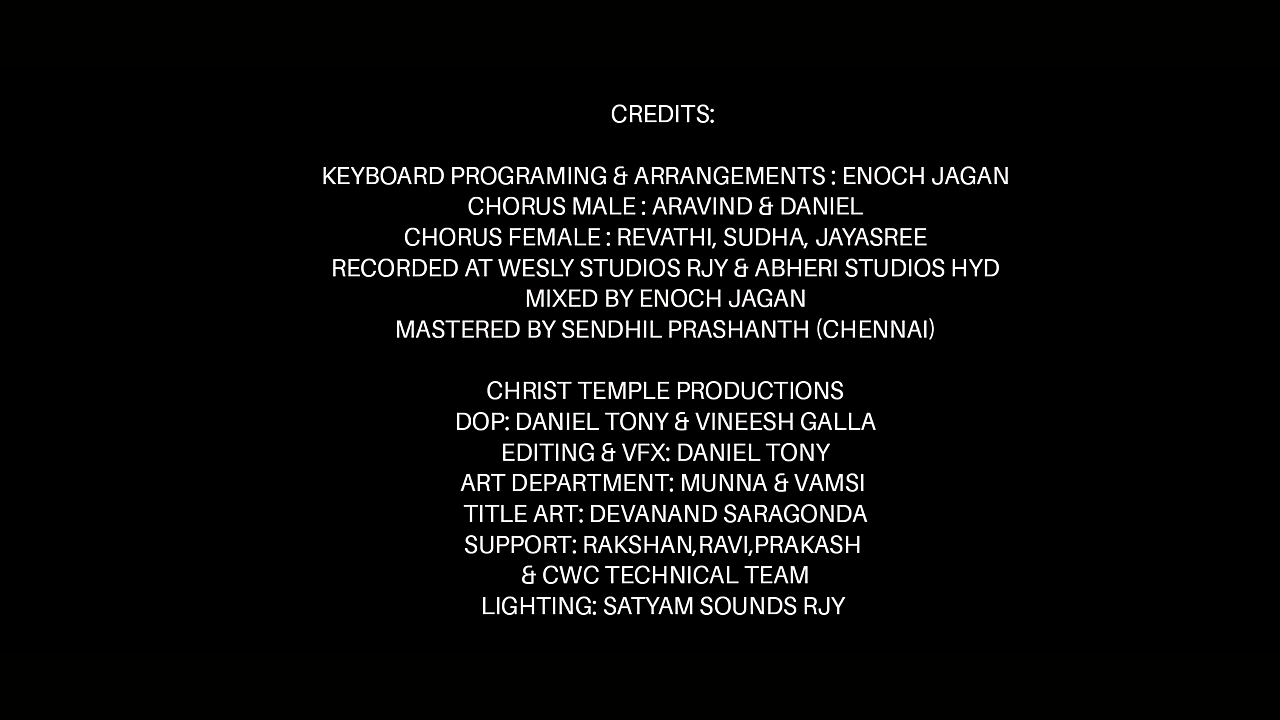 CREDITS:
KEYBOARD PROGRAMING & ARRANGEMENTS : ENOCH JAGAN
CHORUS MALE : ARAVIND & DANIEL
CHORUS FEMALE : REVATHI, SUDHA, JAYASREE
RECORDED AT WESLY STUDIOS RJY & ABHERI STUDIOS HYD
MIXED BY ENOCH JAGAN
MASTERED BY SENDHIL PRASHANTH (CHENNAI)
CHRIST TEMPLE PRODUCTIONS
DOP: DANIEL TONY & VINEESH GALLA
EDITING & VFX: DANIEL TONY
ART DEPARTMENT: MUNNA & VAMSI
TITLE ART: DEVANAND SARAGONDA
SUPPORT: RAKSHAN,RAVI,PRAKASH
& CWC TECHNICAL TEAM
LIGHTING: SATYAM SOUNDS RJY